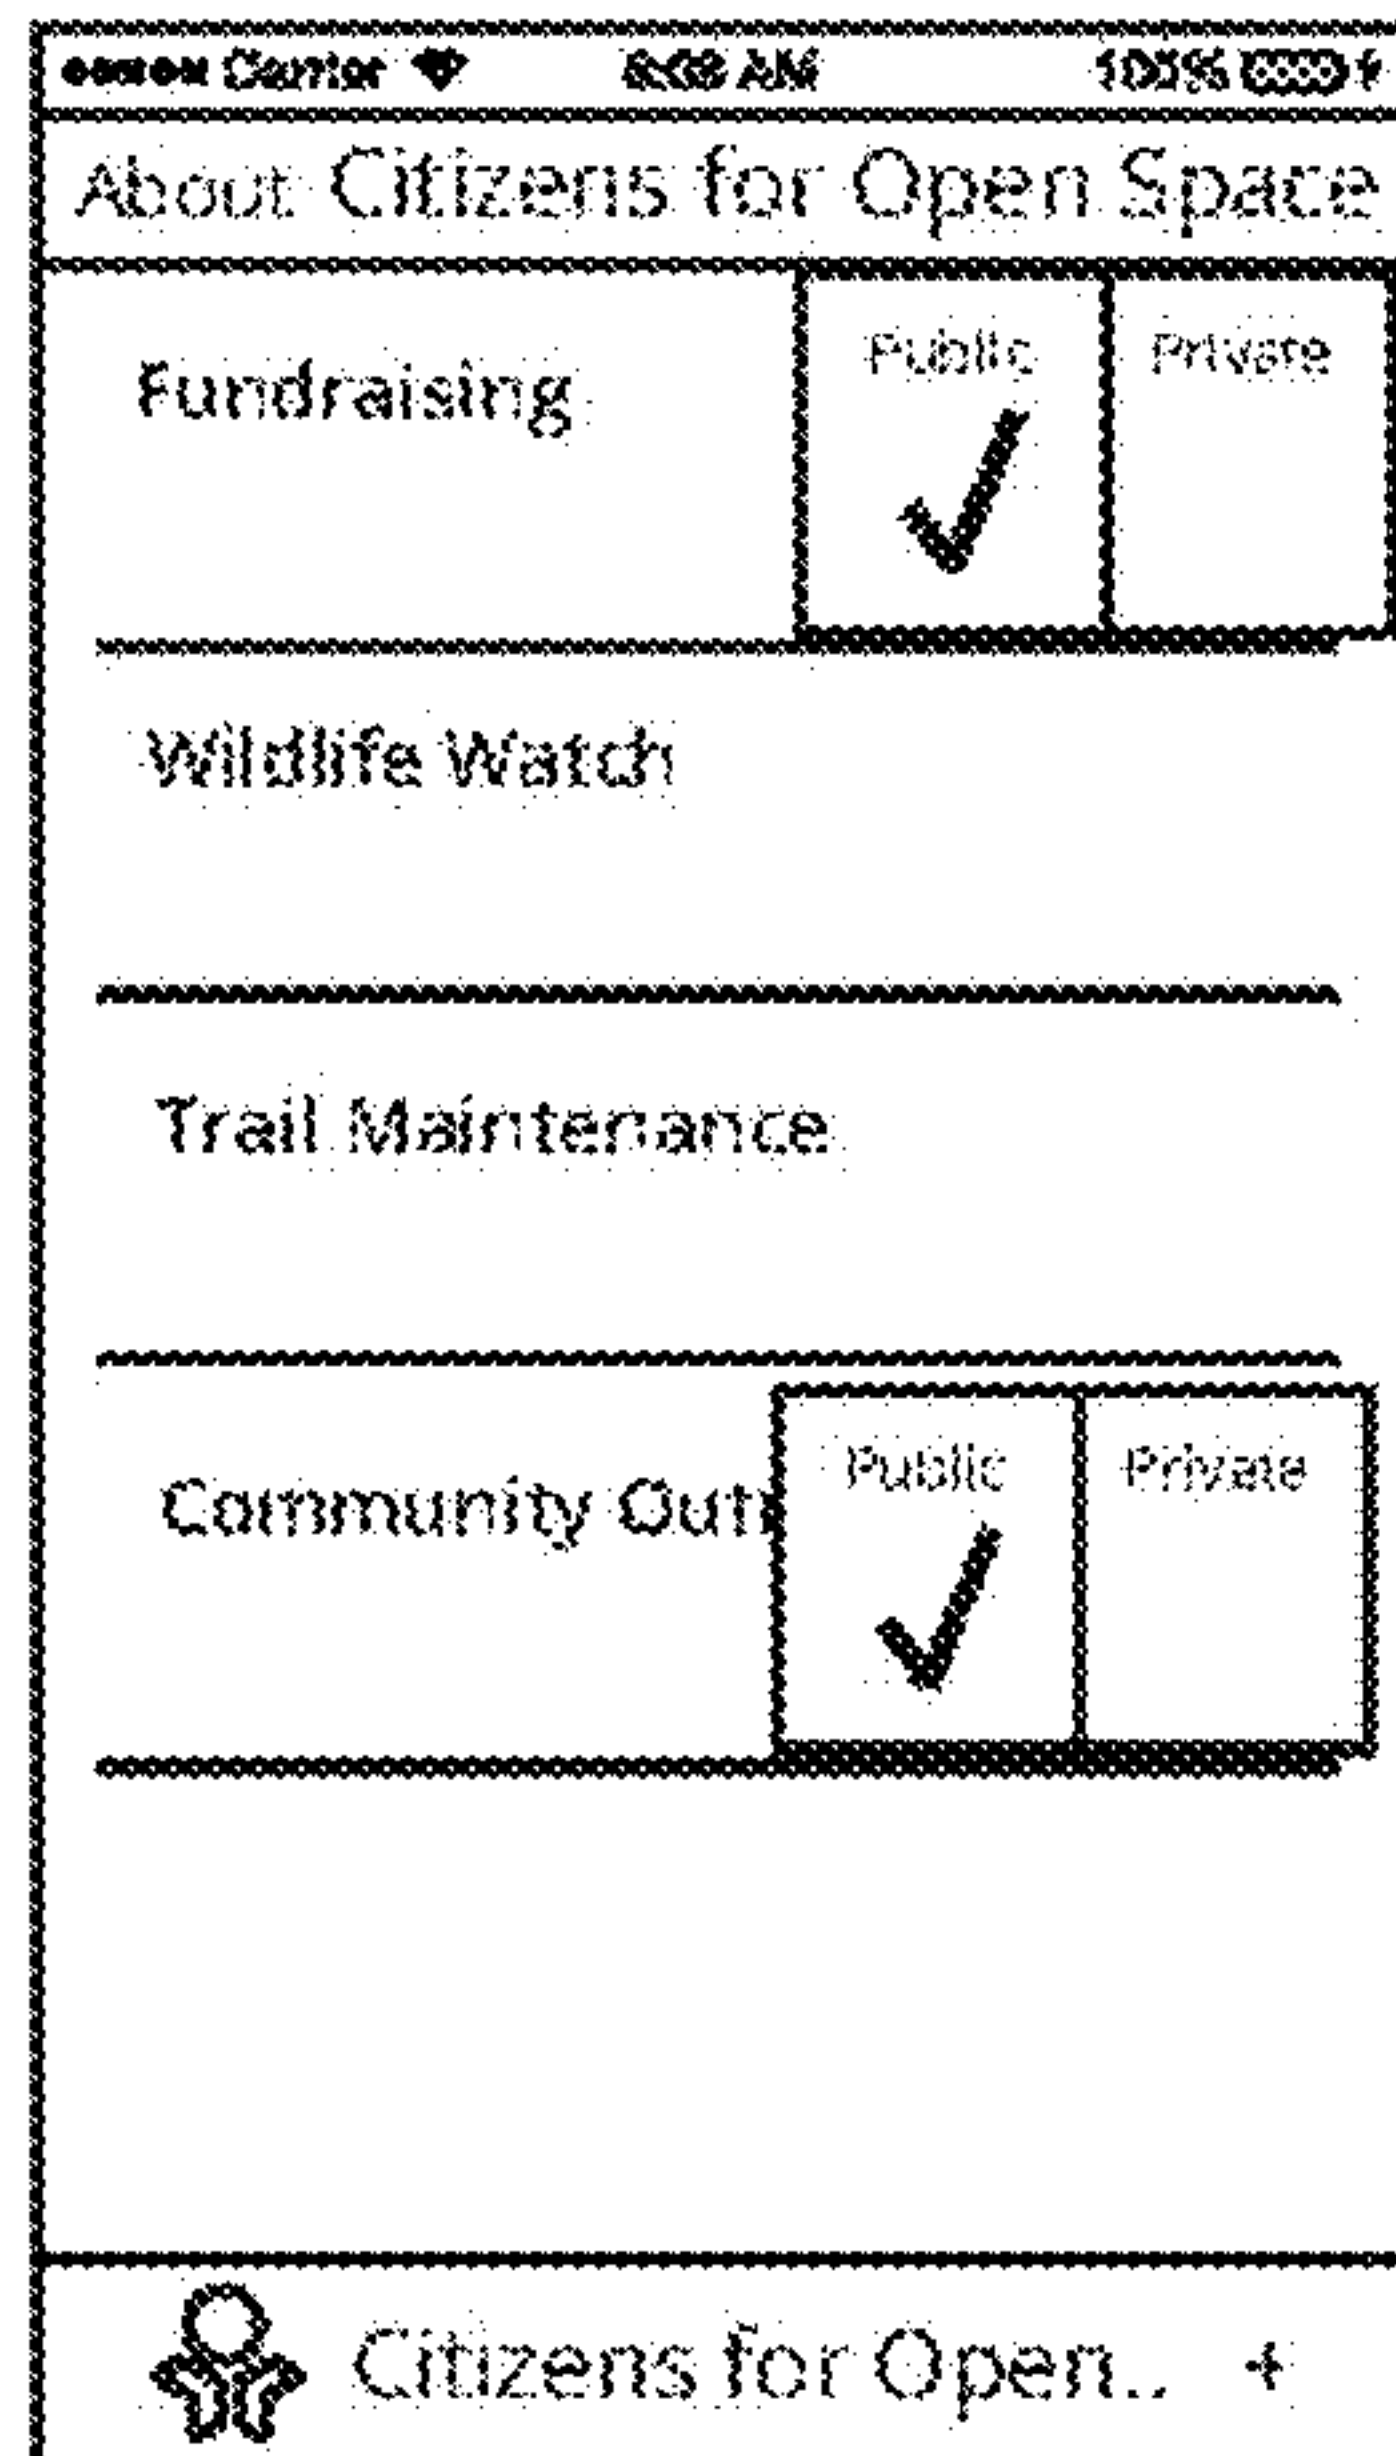 Carrier AM 100%
About Citizens for Open Space
Public Private
Fundraising
Wildlife Watch
Trail Maintenance
Public Private
Community Out
Citizens for Open.. +